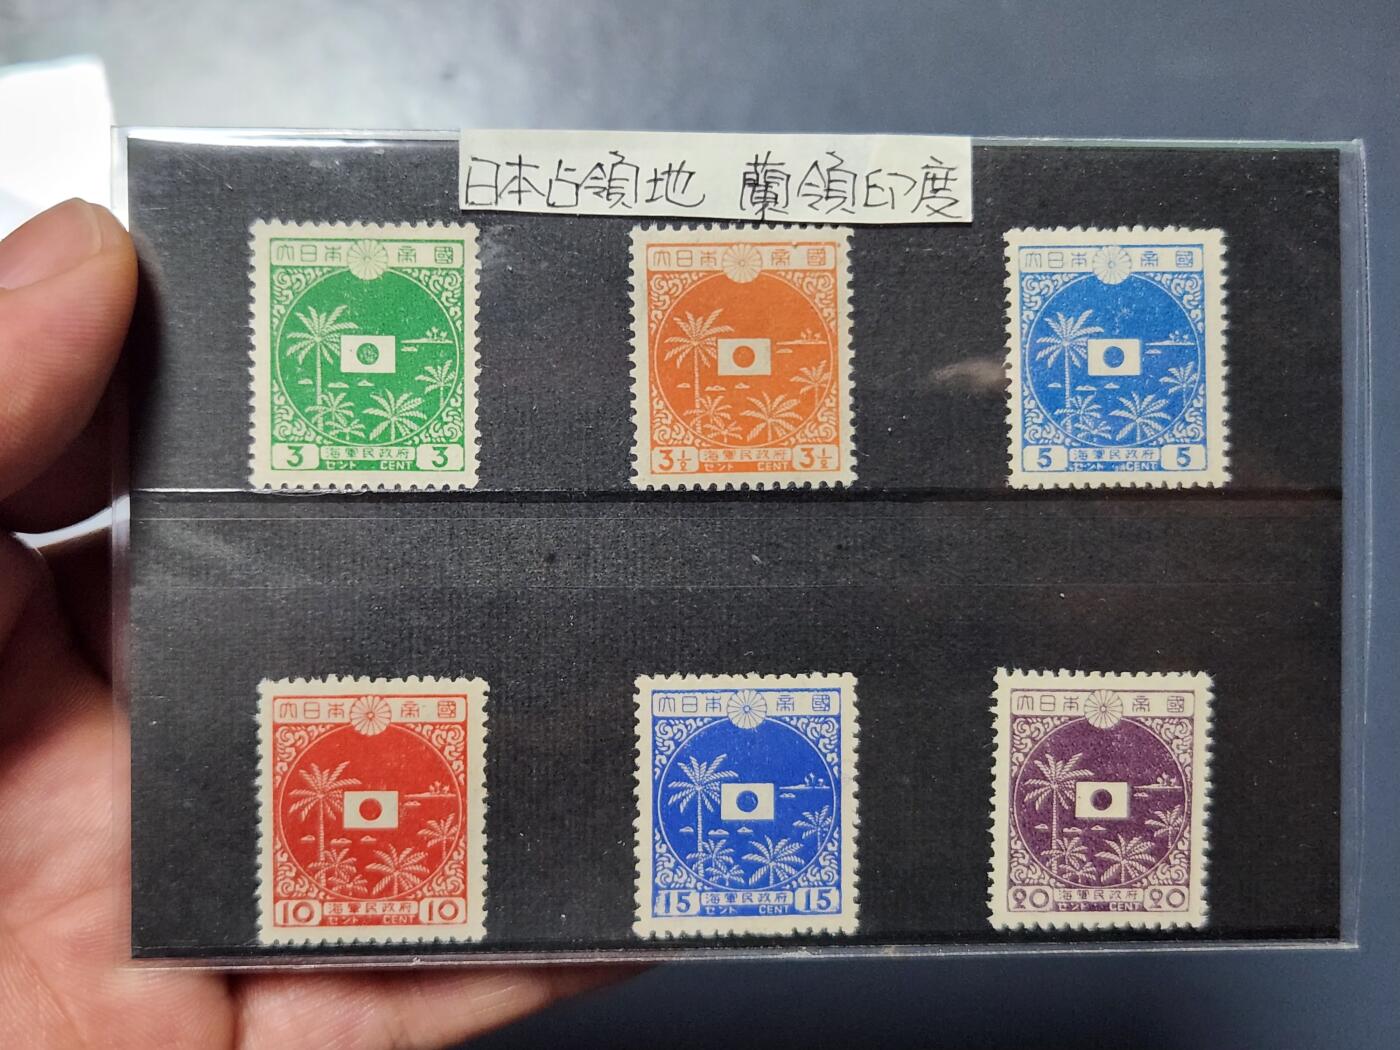 日本占領地 蘭領印度
大日本帝國
3 海軍民政府 3
セント CENT
大日本帝國
3½ 海軍民政府 3½
セント CENT
大日本帝國
5 海軍民政府 5
セント CENT
大日本帝國
10 海軍民政府 10
セント CENT
大日本帝國
15 海軍民政府 15
セント CENT
大日本帝國
20 海軍民政府 20
セント CENT